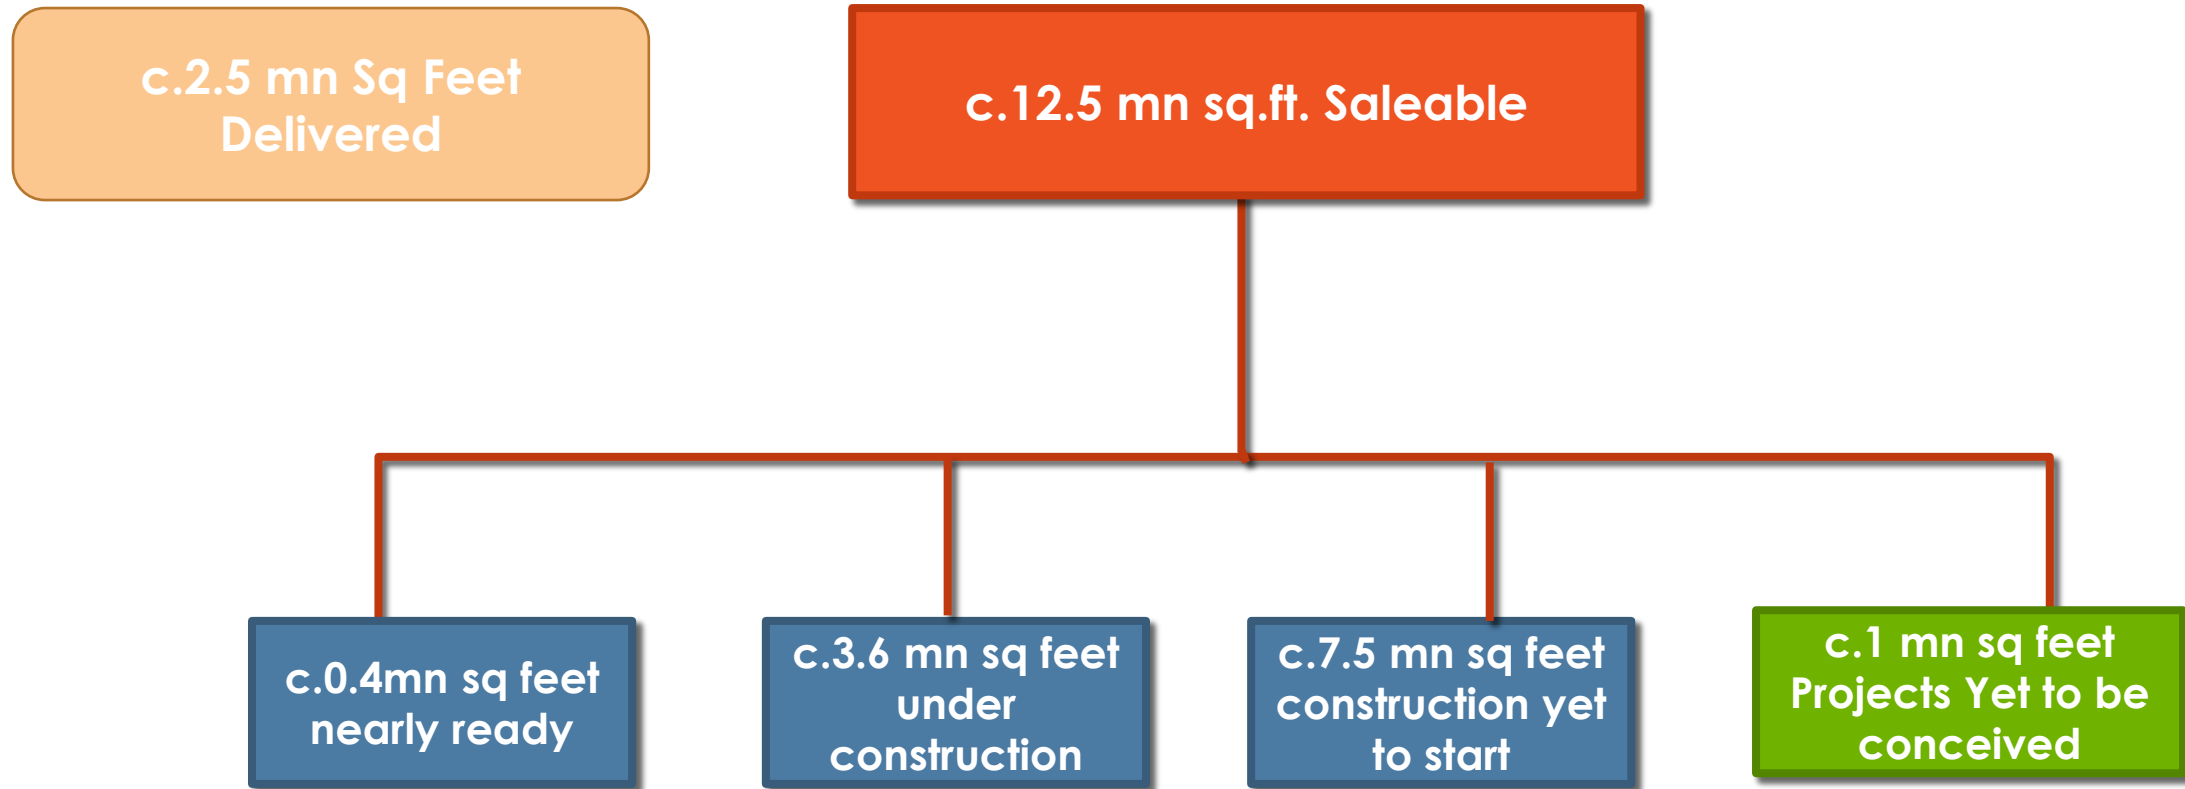 c.2.5 mn Sq Feet
Delivered
c.12.5 mn sq.ft. Saleable
c.0.4mn sq feet
nearly ready
c.3.6 mn sq feet
under
construction
c.7.5 mn sq feet
construction yet
to start
c.1 mn sq feet
Projects Yet to be
conceived